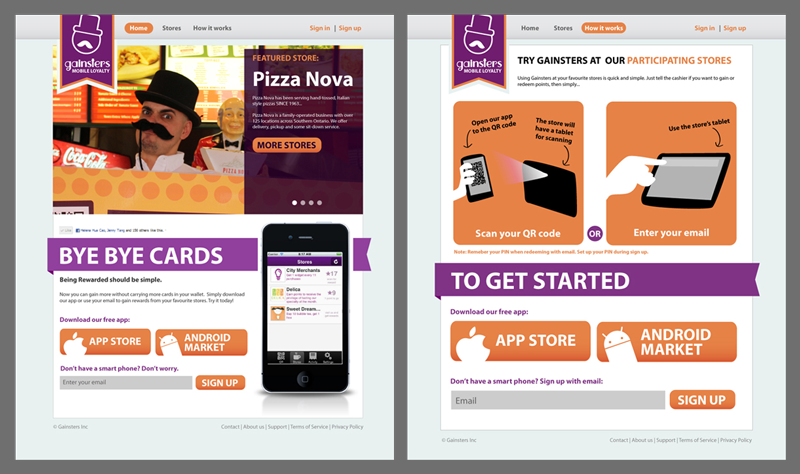 gainsters
MOBILE LOYALTY
Home
Stores
How it works
Sign in | Sign up
FEATURED STORE:
Pizza Nova
Pizza Nova has been serving hand-tossed, Italian
style pizzas SINCE 1963...
Pizza Nova is a family-operated business with over
125 locations across Southern Ontario. We offer
delivery, pickup and some sit down service.
MORE STORES
Coca-Cola
BYE BYE CARDS
Being Rewarded should be simple.
Now you can gain more without carrying more cards in your wallet. Simply download
our app or use your email to gain rewards from your favourite stores. Try it today!
Download our free app:
APP STORE
ANDROID
MARKET
Don't have a smart phone? Don't worry.
Enter your email
SIGN UP
Stores
City Merchants
17
Delica
9
Sweet Dream...
© Gainsters Inc
Contact | About us | Support | Terms of Service | Privacy Policy
gainsters
MOBILE LOYALTY
Home
Stores
How it works
Sign in | Sign up
TRY GAINSTERS AT OUR PARTICIPATING STORES
Using Gainsters at your favourite stores is quick and simple. Just tell the cashier if you want to gain or
redeem points, then simply...
Open our app
to the QR code
The store will
have a tablet
for scanning
Scan your QR code
OR
Use the store's tablet
Enter your email
Note: Remeber your PIN when redeeming with email. Set up your PIN during sign up.
TO GET STARTED
Download our free app:
APP STORE
ANDROID
MARKET
Don't have a smart phone? Sign up with email:
Email
SIGN UP
© Gainsters Inc
Contact | About us | Support | Terms of Service | Privacy Policy